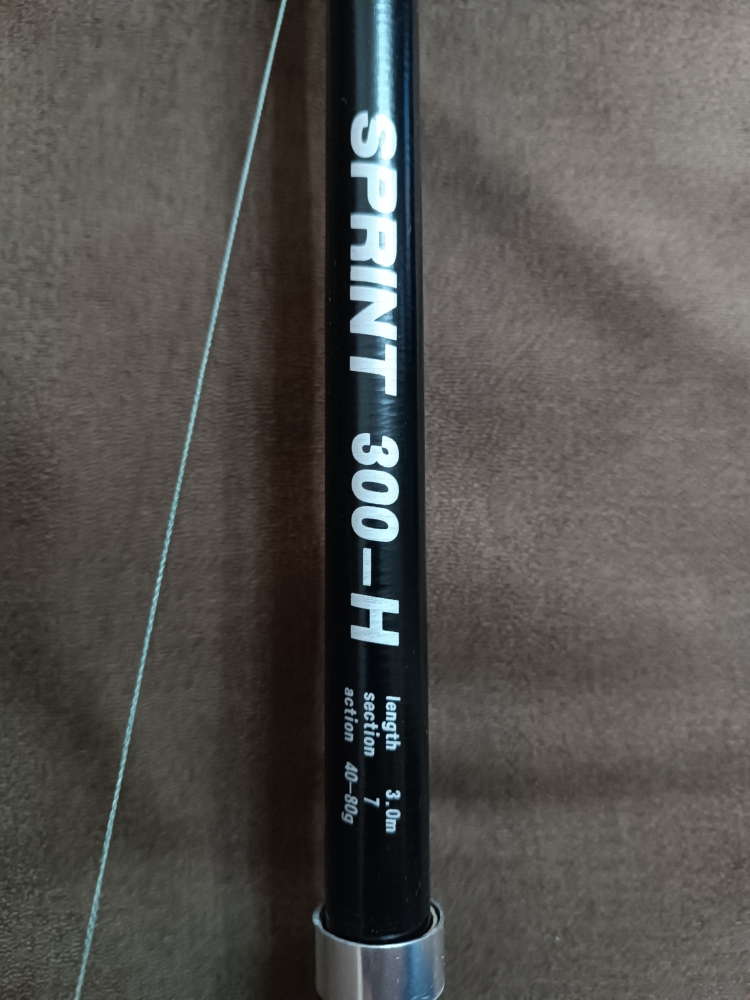 SPRINT 300-H
length 3.0m
section 7
action 40-80g